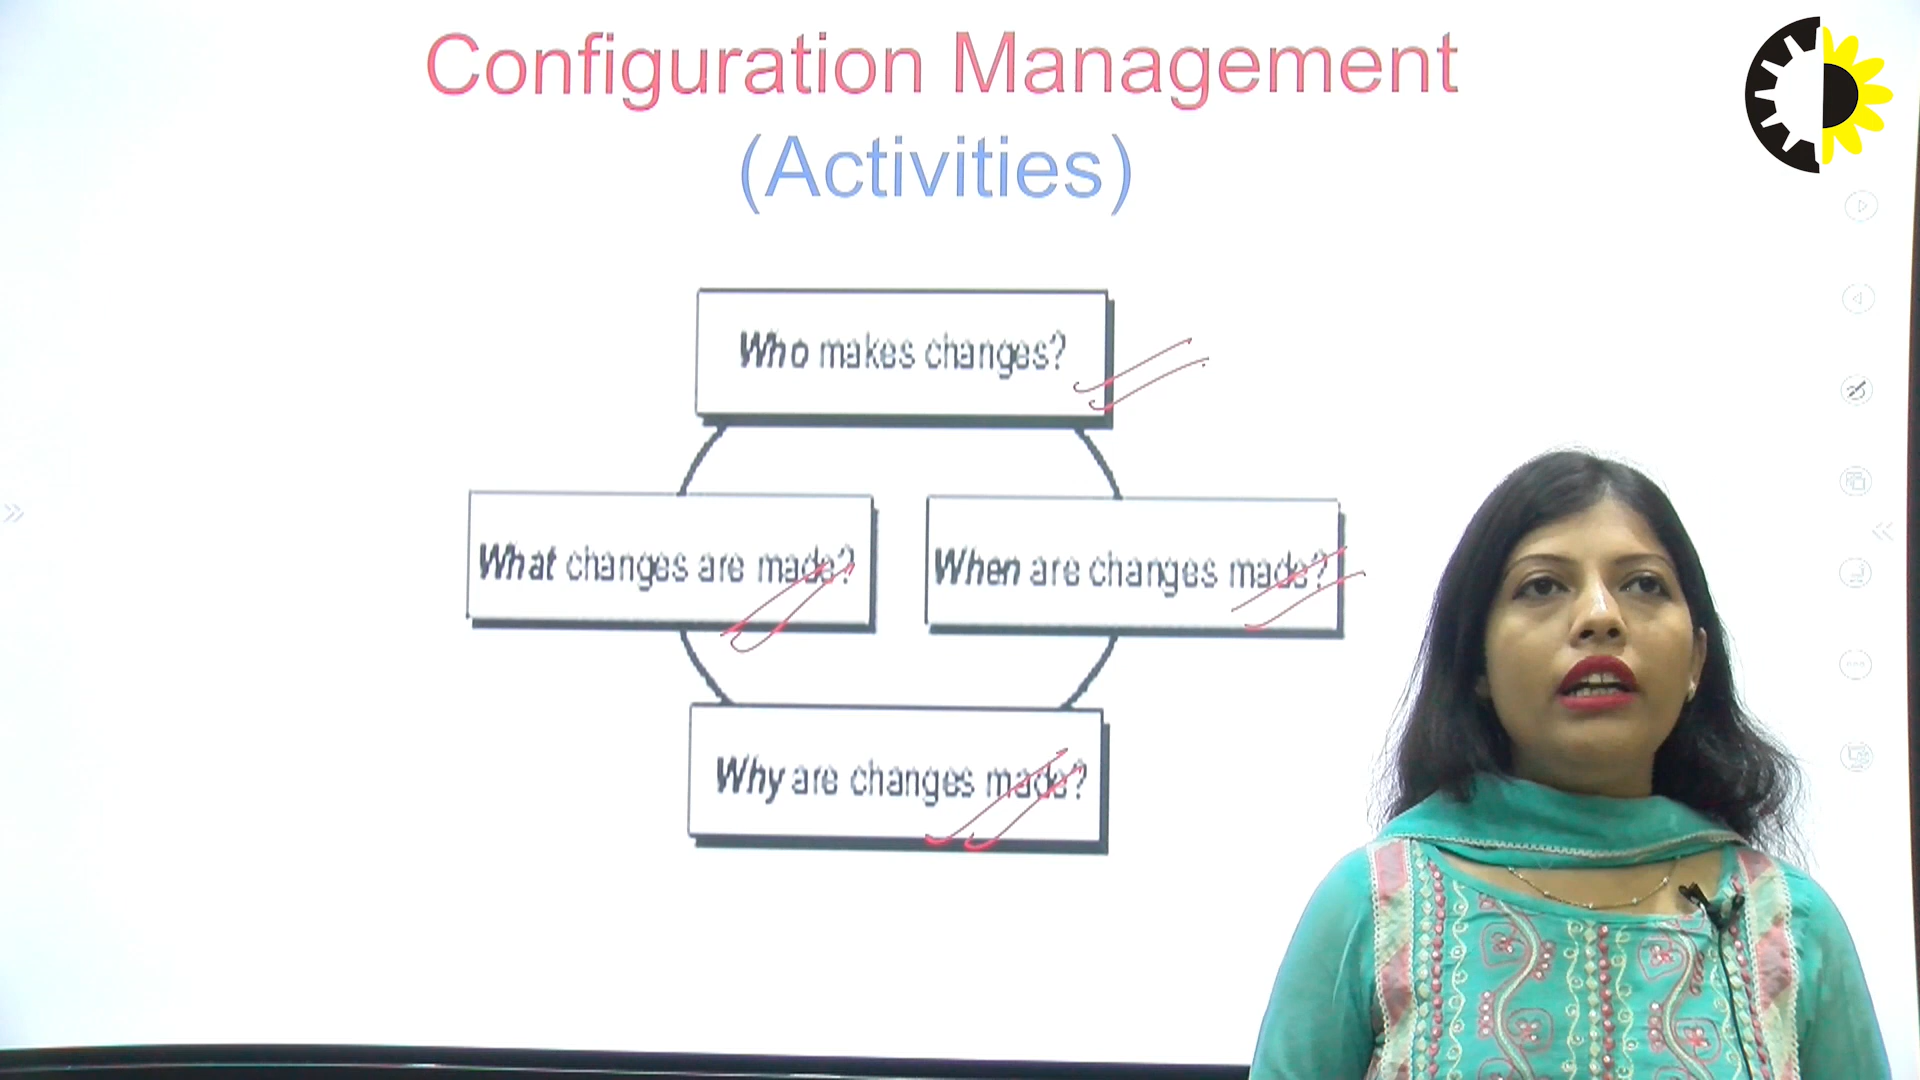 Configuration Management
(Activities)
Who makes changes?
What changes are made?
When are changes made?
Why are changes made?